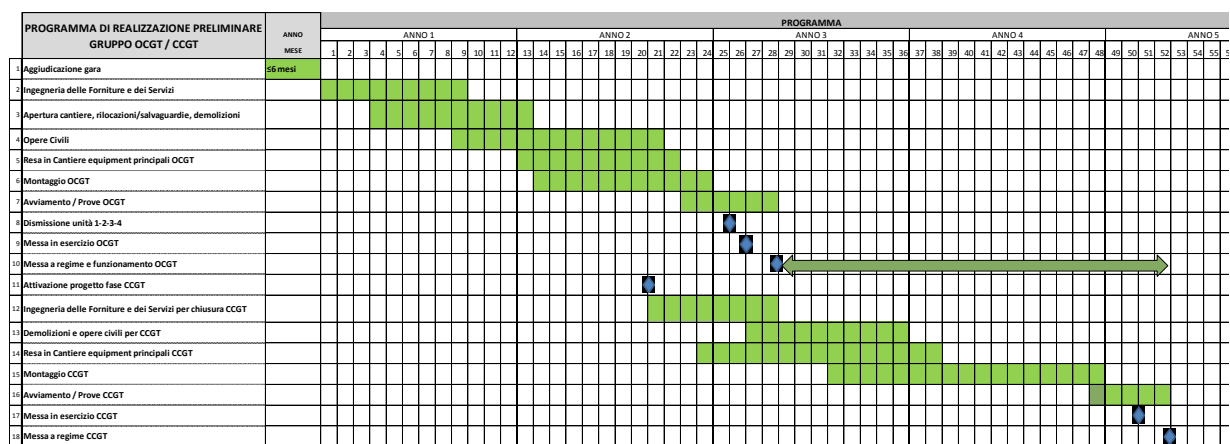 PROGRAMMA DI REALIZZAZIONE PRELIMINARE
GRUPPO OCGT / CCGT
ANNO
MESE
PROGRAMMA
ANNO 1 ANNO 2 ANNO 3 ANNO 4 ANNO 5
1 2 3 4 5 6 7 8 9 10 11 12 13 14 15 16 17 18 19 20 21 22 23 24 25 26 27 28 29 30 31 32 33 34 35 36 37 38 39 40 41 42 43 44 45 46 47 48 49 50 51 52 53 54 55
1 Aggiudicazione gara ≤6 mesi
2 Ingegneria delle Forniture e dei Servizi
3 Apertura cantiere, rilocazioni/salvaguardie, demolizioni
4 Opere Civili
5 Resa in Cantiere equipment principali OCGT
6 Montaggio OCGT
7 Avviamento / Prove OCGT
8 Dismissione unità 1-2-3-4
9 Messa in esercizio OCGT
10 Messa a regime e funzionamento OCGT
11 Attivazione progetto fase CCGT
12 Ingegneria delle Forniture e dei Servizi per chiusura CCGT
13 Demolizioni e opere civili per CCGT
14 Resa in Cantiere equipment principali CCGT
15 Montaggio CCGT
16 Avviamento / Prove CCGT
17 Messa in esercizio CCGT
18 Messa a regime CCGT